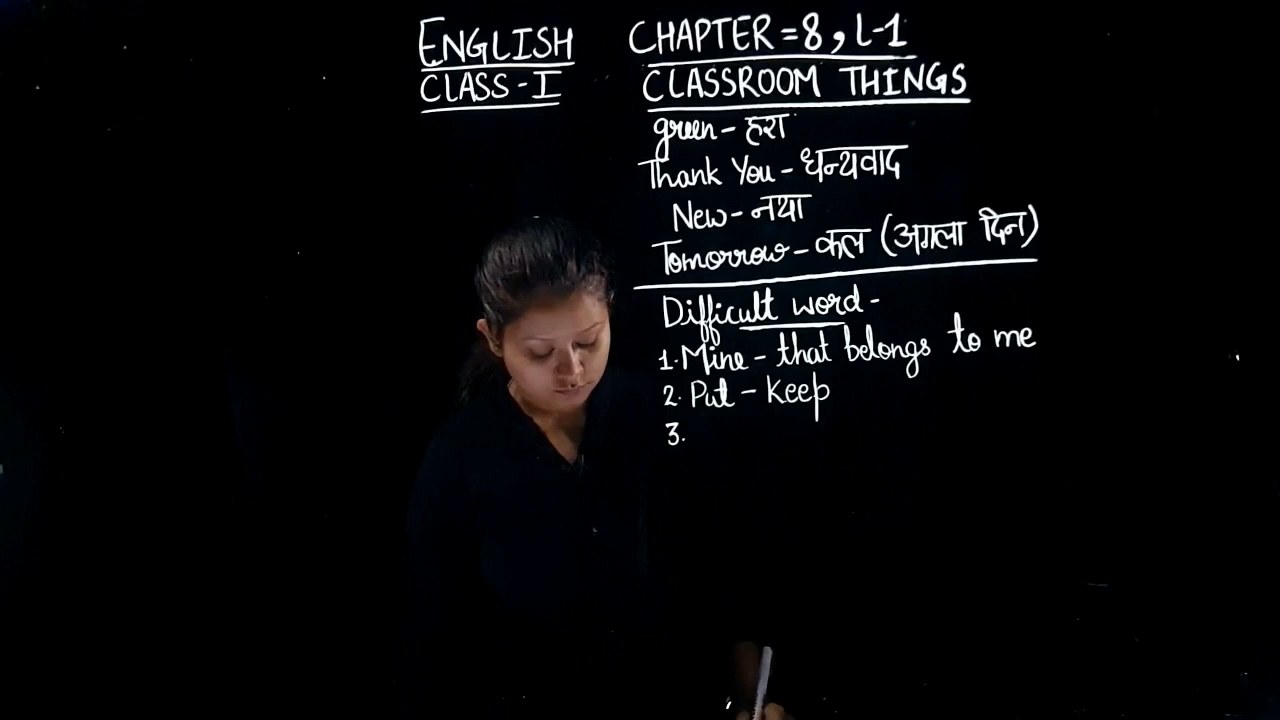 ENGLISH
CLASS-I
CHAPTER=8, L-1
CLASSROOM THINGS
green - हरा
Thank You - धन्यवाद
New - नया
Tomorrow - कल (अगला दिन)
Difficult word -
1. Mine - that belongs to me
2. Put - Keep
3.